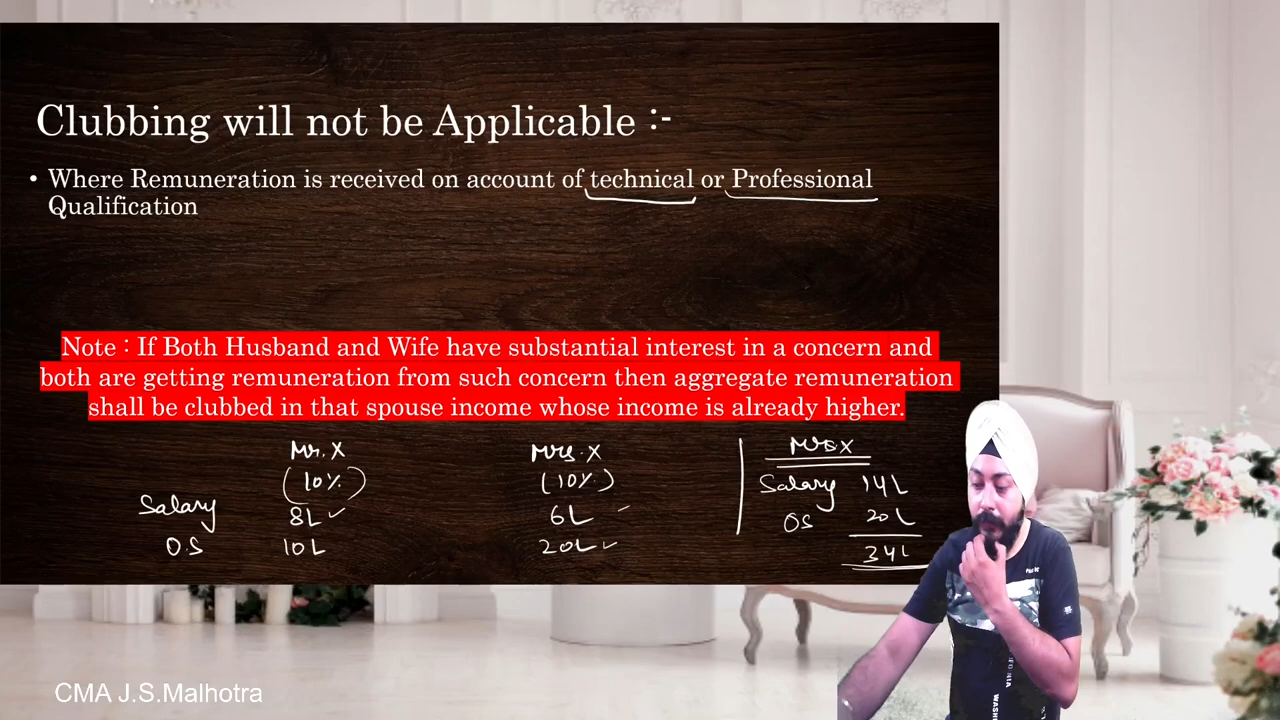 Clubbing will not be Applicable :-
• Where Remuneration is received on account of technical or Professional
Qualification
Note : If Both Husband and Wife have substantial interest in a concern and
both are getting remuneration from such concern then aggregate remuneration
shall be clubbed in that spouse income whose income is already higher.
Mr. X Mrs. X Mrs X
(10%) (10%)
Salary 8L 6L Salary 14L
O.S 10L 20L OS 20L
34L
CMA J.S.Malhotra